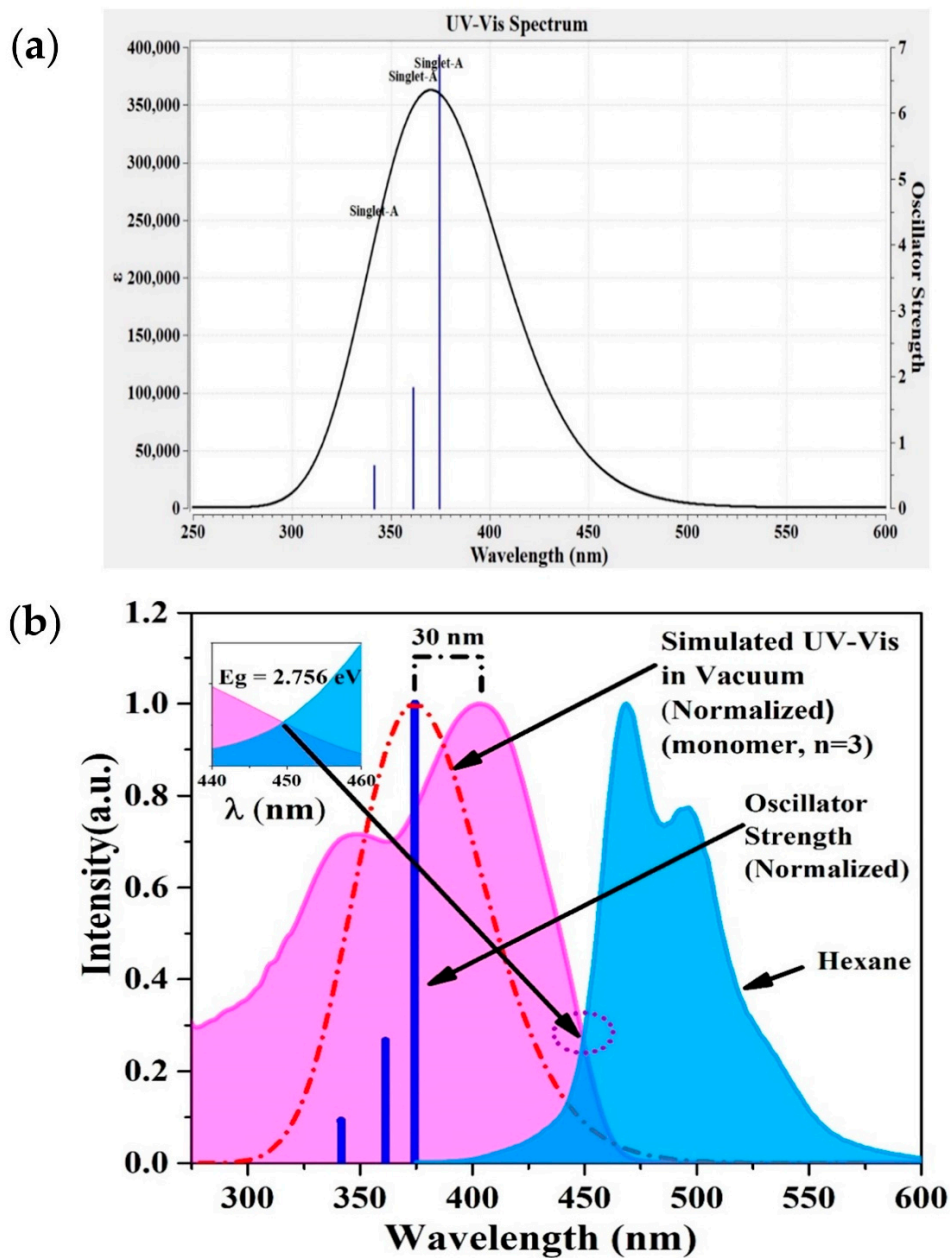 (a)
UV-Vis Spectrum
400,000
350,000
300,000
250,000
200,000
150,000
100,000
50,000
0
ε
Singlet-A
Singlet-A
Singlet-A
7
6
5
4
3
2
1
0
Oscillator Strength
250 300 350 400 450 500 550 600
Wavelength (nm)
(b)
1.2
1.0
0.8
0.6
0.4
0.2
0.0
Intensity(a.u.)
Eg = 2.756 eV
440 450 460
λ (nm)
30 nm
Simulated UV-Vis
in Vacuum
(Normalized)
(monomer, n=3)
Oscillator
Strength
(Normalized)
Hexane
300 350 400 450 500 550 600
Wavelength (nm)